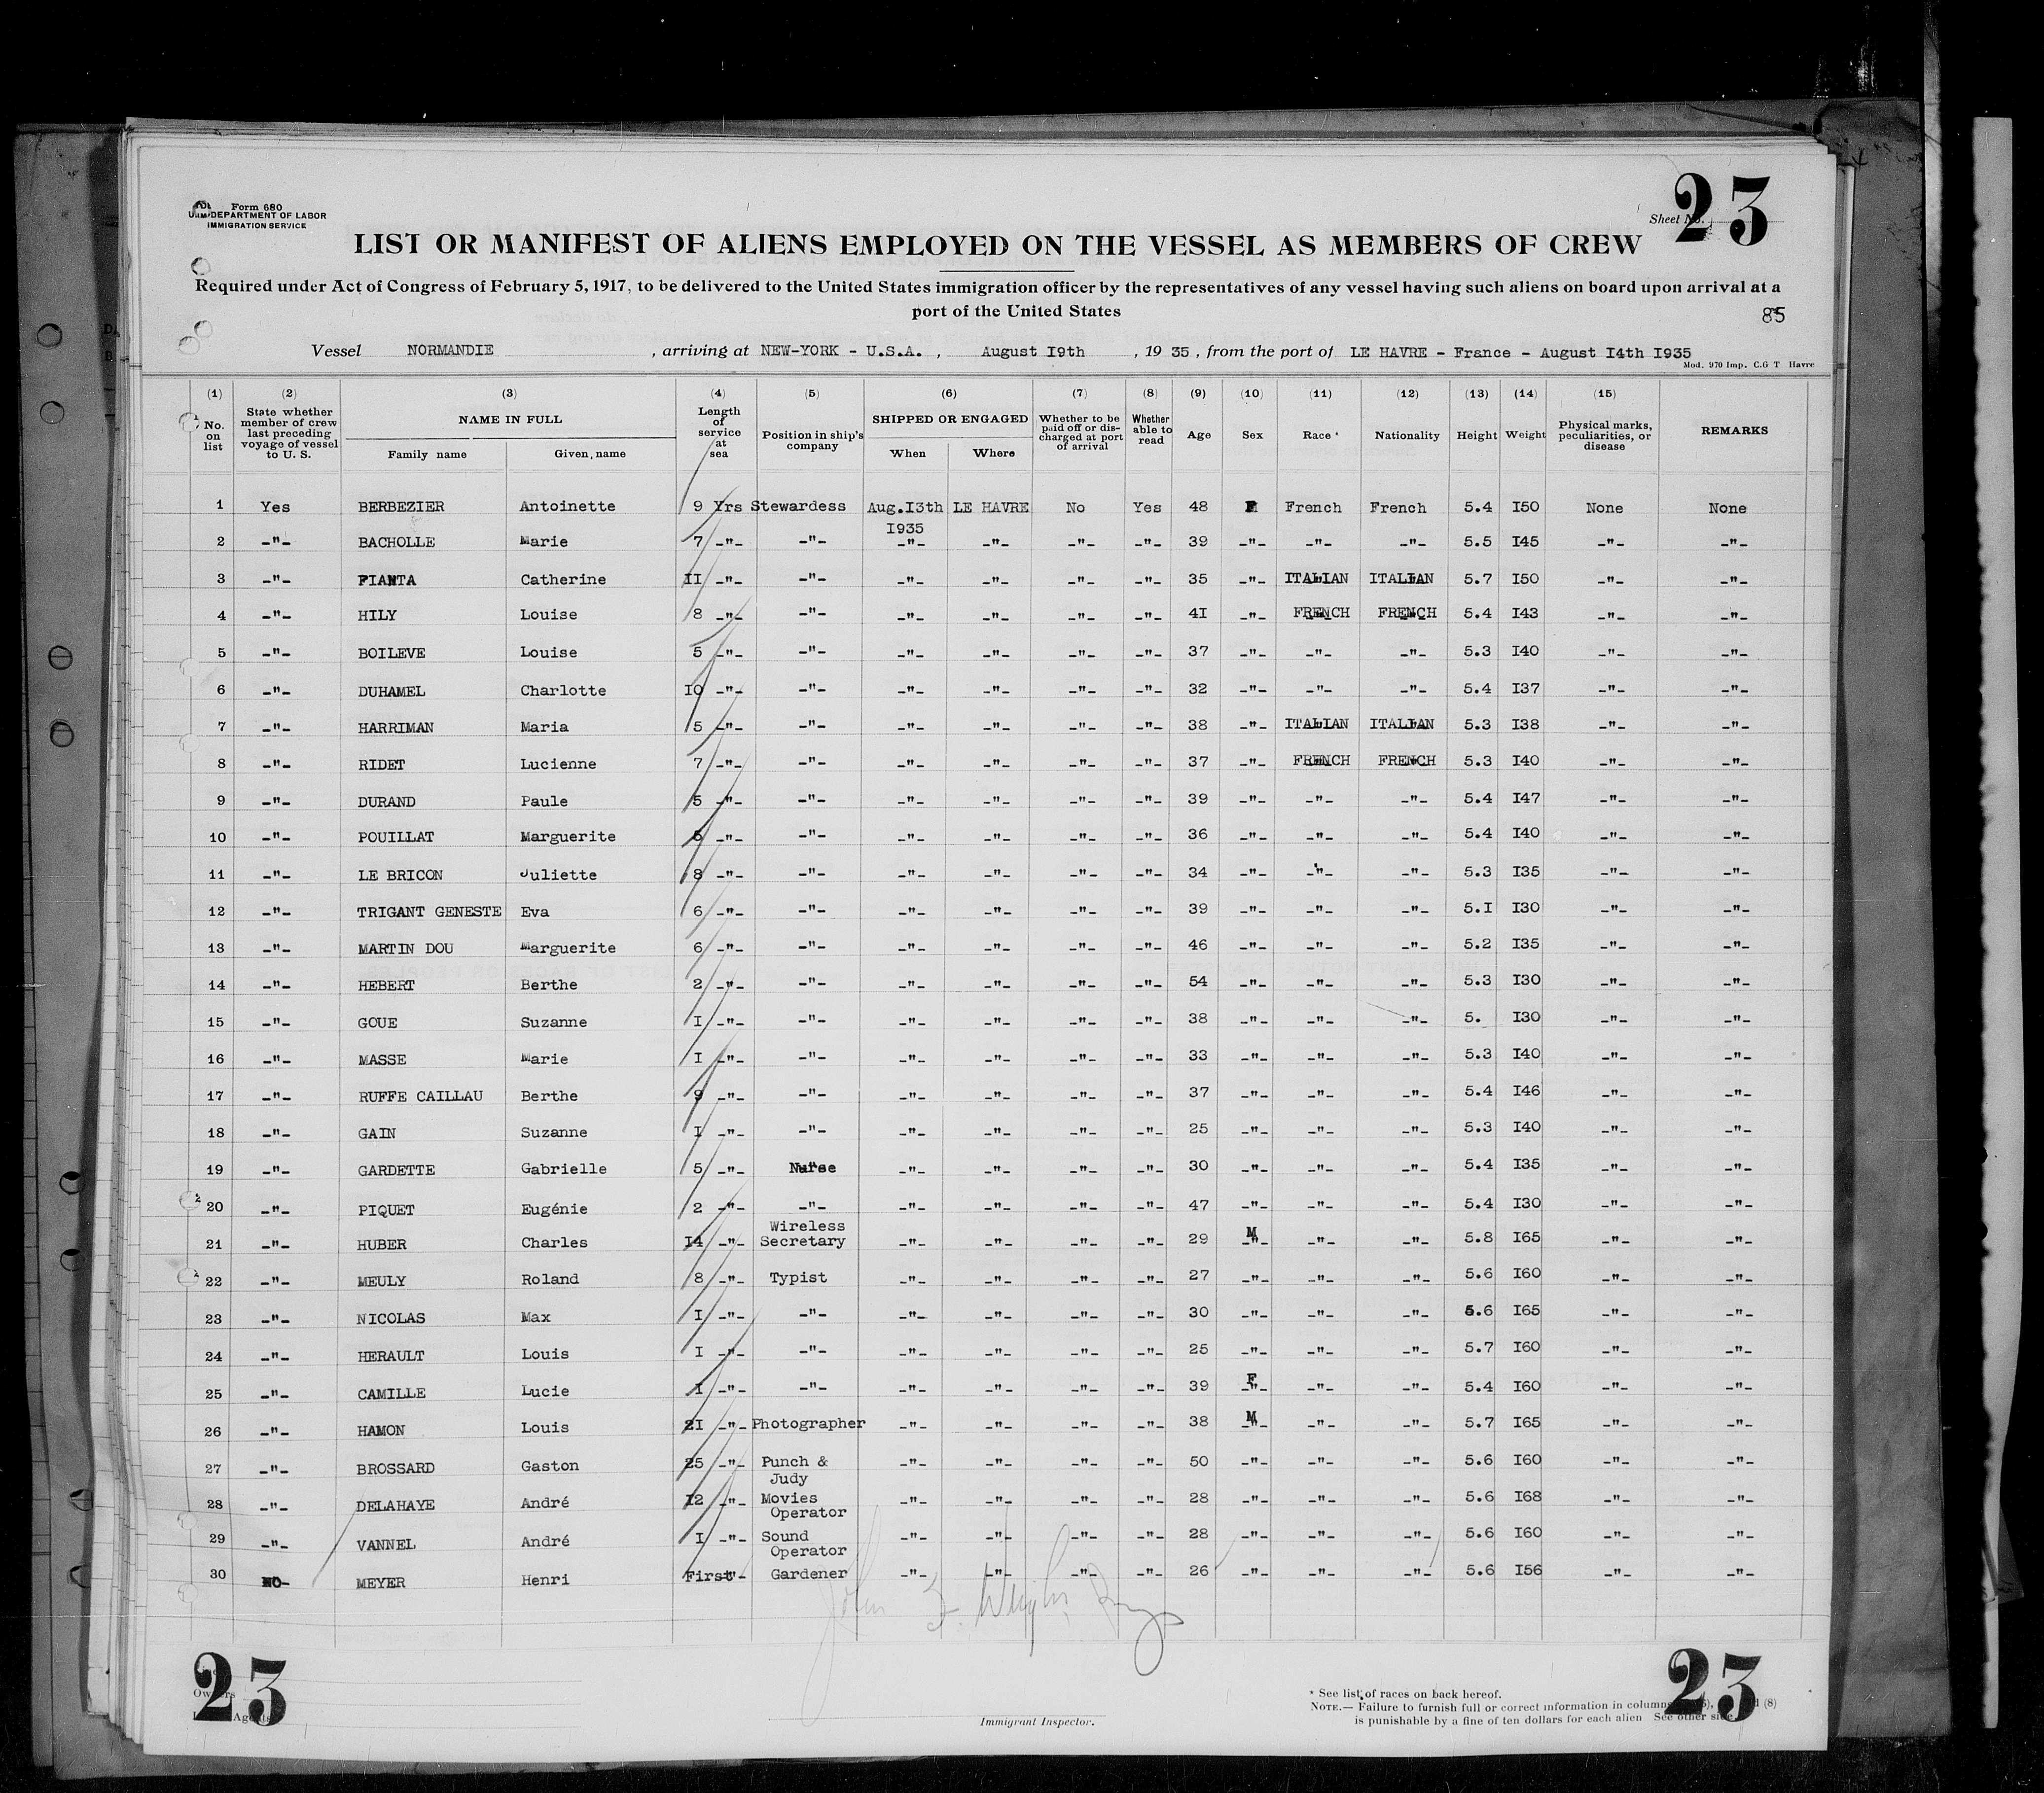 23
Form 680
DEPARTMENT OF LABOR
IMMIGRATION SERVICE
Sheet No.
LIST OR MANIFEST OF ALIENS EMPLOYED ON THE VESSEL AS MEMBERS OF CREW
Required under Act of Congress of February 5, 1917, to be delivered to the United States immigration officer by the representatives of any vessel having such aliens on board upon arrival at a
port of the United States
85
Vessel NORMANDIE , arriving at NEW-YORK - U.S.A. , August I9th , 19 35 , from the port of LE HAVRE - France - August I4th I935
Mod. 970 Imp. C.G T Havre
(1) (2) (3) (4) (5) (6) (7) (8) (9) (10) (11) (12) (13) (14) (15)
No. on list State whether member of crew last preceding voyage of vessel to U. S. NAME IN FULL Family name Given name Length of service at sea Position in ship's company SHIPPED OR ENGAGED When Where Whether to be paid off or discharged at port of arrival Whether able to read Age Sex Race * Nationality Height Weight Physical marks, peculiarities, or disease REMARKS
1 Yes BERBEZIER Antoinette 9 Yrs Stewardess Aug.I3th I935 LE HAVRE No Yes 48 F French French 5.4 I50 None None
2 -"- BACHOLLE Marie 7 -"- -"- -"- -"- -"- -"- 39 -"- -"- -"- 5.5 I45 -"- -"-
3 -"- PIANTA Catherine II -"- -"- -"- -"- -"- -"- 35 -"- ITALIAN ITALIAN 5.7 I50 -"- -"-
4 -"- HILY Louise 8 -"- -"- -"- -"- -"- -"- 4I -"- FRENCH FRENCH 5.4 I43 -"- -"-
5 -"- BOILEVE Louise 5 -"- -"- -"- -"- -"- -"- 37 -"- -"- -"- 5.3 I40 -"- -"-
6 -"- DUHAMEL Charlotte I0 -"- -"- -"- -"- -"- -"- 32 -"- -"- -"- 5.4 I37 -"- -"-
7 -"- HARRIMAN Maria 5 -"- -"- -"- -"- -"- -"- 38 -"- ITALIAN ITALIAN 5.3 I38 -"- -"-
8 -"- RIDET Lucienne 7 -"- -"- -"- -"- -"- -"- 37 -"- FRENCH FRENCH 5.3 I40 -"- -"-
9 -"- DURAND Paule 5 -"- -"- -"- -"- -"- -"- 39 -"- -"- -"- 5.4 I47 -"- -"-
10 -"- POUILLAT Marguerite -"- -"- -"- -"- -"- -"- 36 -"- -"- -"- 5.4 I40 -"- -"-
11 -"- LE BRICON Juliette 8 -"- -"- -"- -"- -"- -"- 34 -"- -"- -"- 5.3 I35 -"- -"-
12 -"- TRIGANT GENESTE Eva 6 -"- -"- -"- -"- -"- -"- 39 -"- -"- -"- 5.I I30 -"- -"-
13 -"- MARTIN DOU Marguerite 6 -"- -"- -"- -"- -"- -"- 46 -"- -"- -"- 5.2 I35 -"- -"-
14 -"- HEBERT Berthe 2 -"- -"- -"- -"- -"- -"- 54 -"- -"- -"- 5.3 I30 -"- -"-
15 -"- GOUE Suzanne I -"- -"- -"- -"- -"- -"- 38 -"- -"- -"- 5. I30 -"- -"-
16 -"- MASSE Marie I -"- -"- -"- -"- -"- -"- 33 -"- -"- -"- 5.3 I40 -"- -"-
17 -"- RUFFE CAILLAU Berthe 9 -"- -"- -"- -"- -"- -"- 37 -"- -"- -"- 5.4 I46 -"- -"-
18 -"- GAIN Suzanne I -"- -"- -"- -"- -"- -"- 25 -"- -"- -"- 5.3 I40 -"- -"-
19 -"- GARDETTE Gabrielle 5 -"- Nurse -"- -"- -"- -"- 30 -"- -"- -"- 5.4 I35 -"- -"-
20 -"- PIQUET Eugénie 2 -"- -"- -"- -"- -"- -"- 47 -"- -"- -"- 5.4 I30 -"- -"-
21 -"- HUBER Charles I4 -"- Wireless Secretary -"- -"- -"- -"- 29 M -"- -"- 5.8 I65 -"- -"-
22 -"- MEULY Roland 8 -"- Typist -"- -"- -"- -"- 27 -"- -"- -"- 5.6 I60 -"- -"-
23 -"- NICOLAS Max I -"- -"- -"- -"- -"- -"- 30 -"- -"- -"- 5.6 I65 -"- -"-
24 -"- HERAULT Louis I -"- -"- -"- -"- -"- -"- 25 -"- -"- -"- 5.7 I60 -"- -"-
25 -"- CAMILLE Lucie I -"- -"- -"- -"- -"- -"- 39 F -"- -"- 5.4 I60 -"- -"-
26 -"- HAMON Louis 2I -"- Photographer -"- -"- -"- -"- 38 M -"- -"- 5.7 I65 -"- -"-
27 -"- BROSSARD Gaston 25 -"- Punch & Judy -"- -"- -"- -"- 50 -"- -"- -"- 5.6 I60 -"- -"-
28 -"- DELAHAYE André I2 -"- Movies Operator -"- -"- -"- -"- 28 -"- -"- -"- 5.6 I68 -"- -"-
29 -"- VANNEL André I -"- Sound Operator -"- -"- -"- -"- 28 -"- -"- -"- 5.6 I60 -"- -"-
30 NO- MEYER Henri First- Gardener -"- -"- -"- -"- 26 -"- -"- -"- 5.6 I56 -"- -"-
23
23
Immigrant Inspector.
* See list of races on back hereof.
NOTE.— Failure to furnish full or correct information in columns (8)
is punishable by a fine of ten dollars for each alien See other side